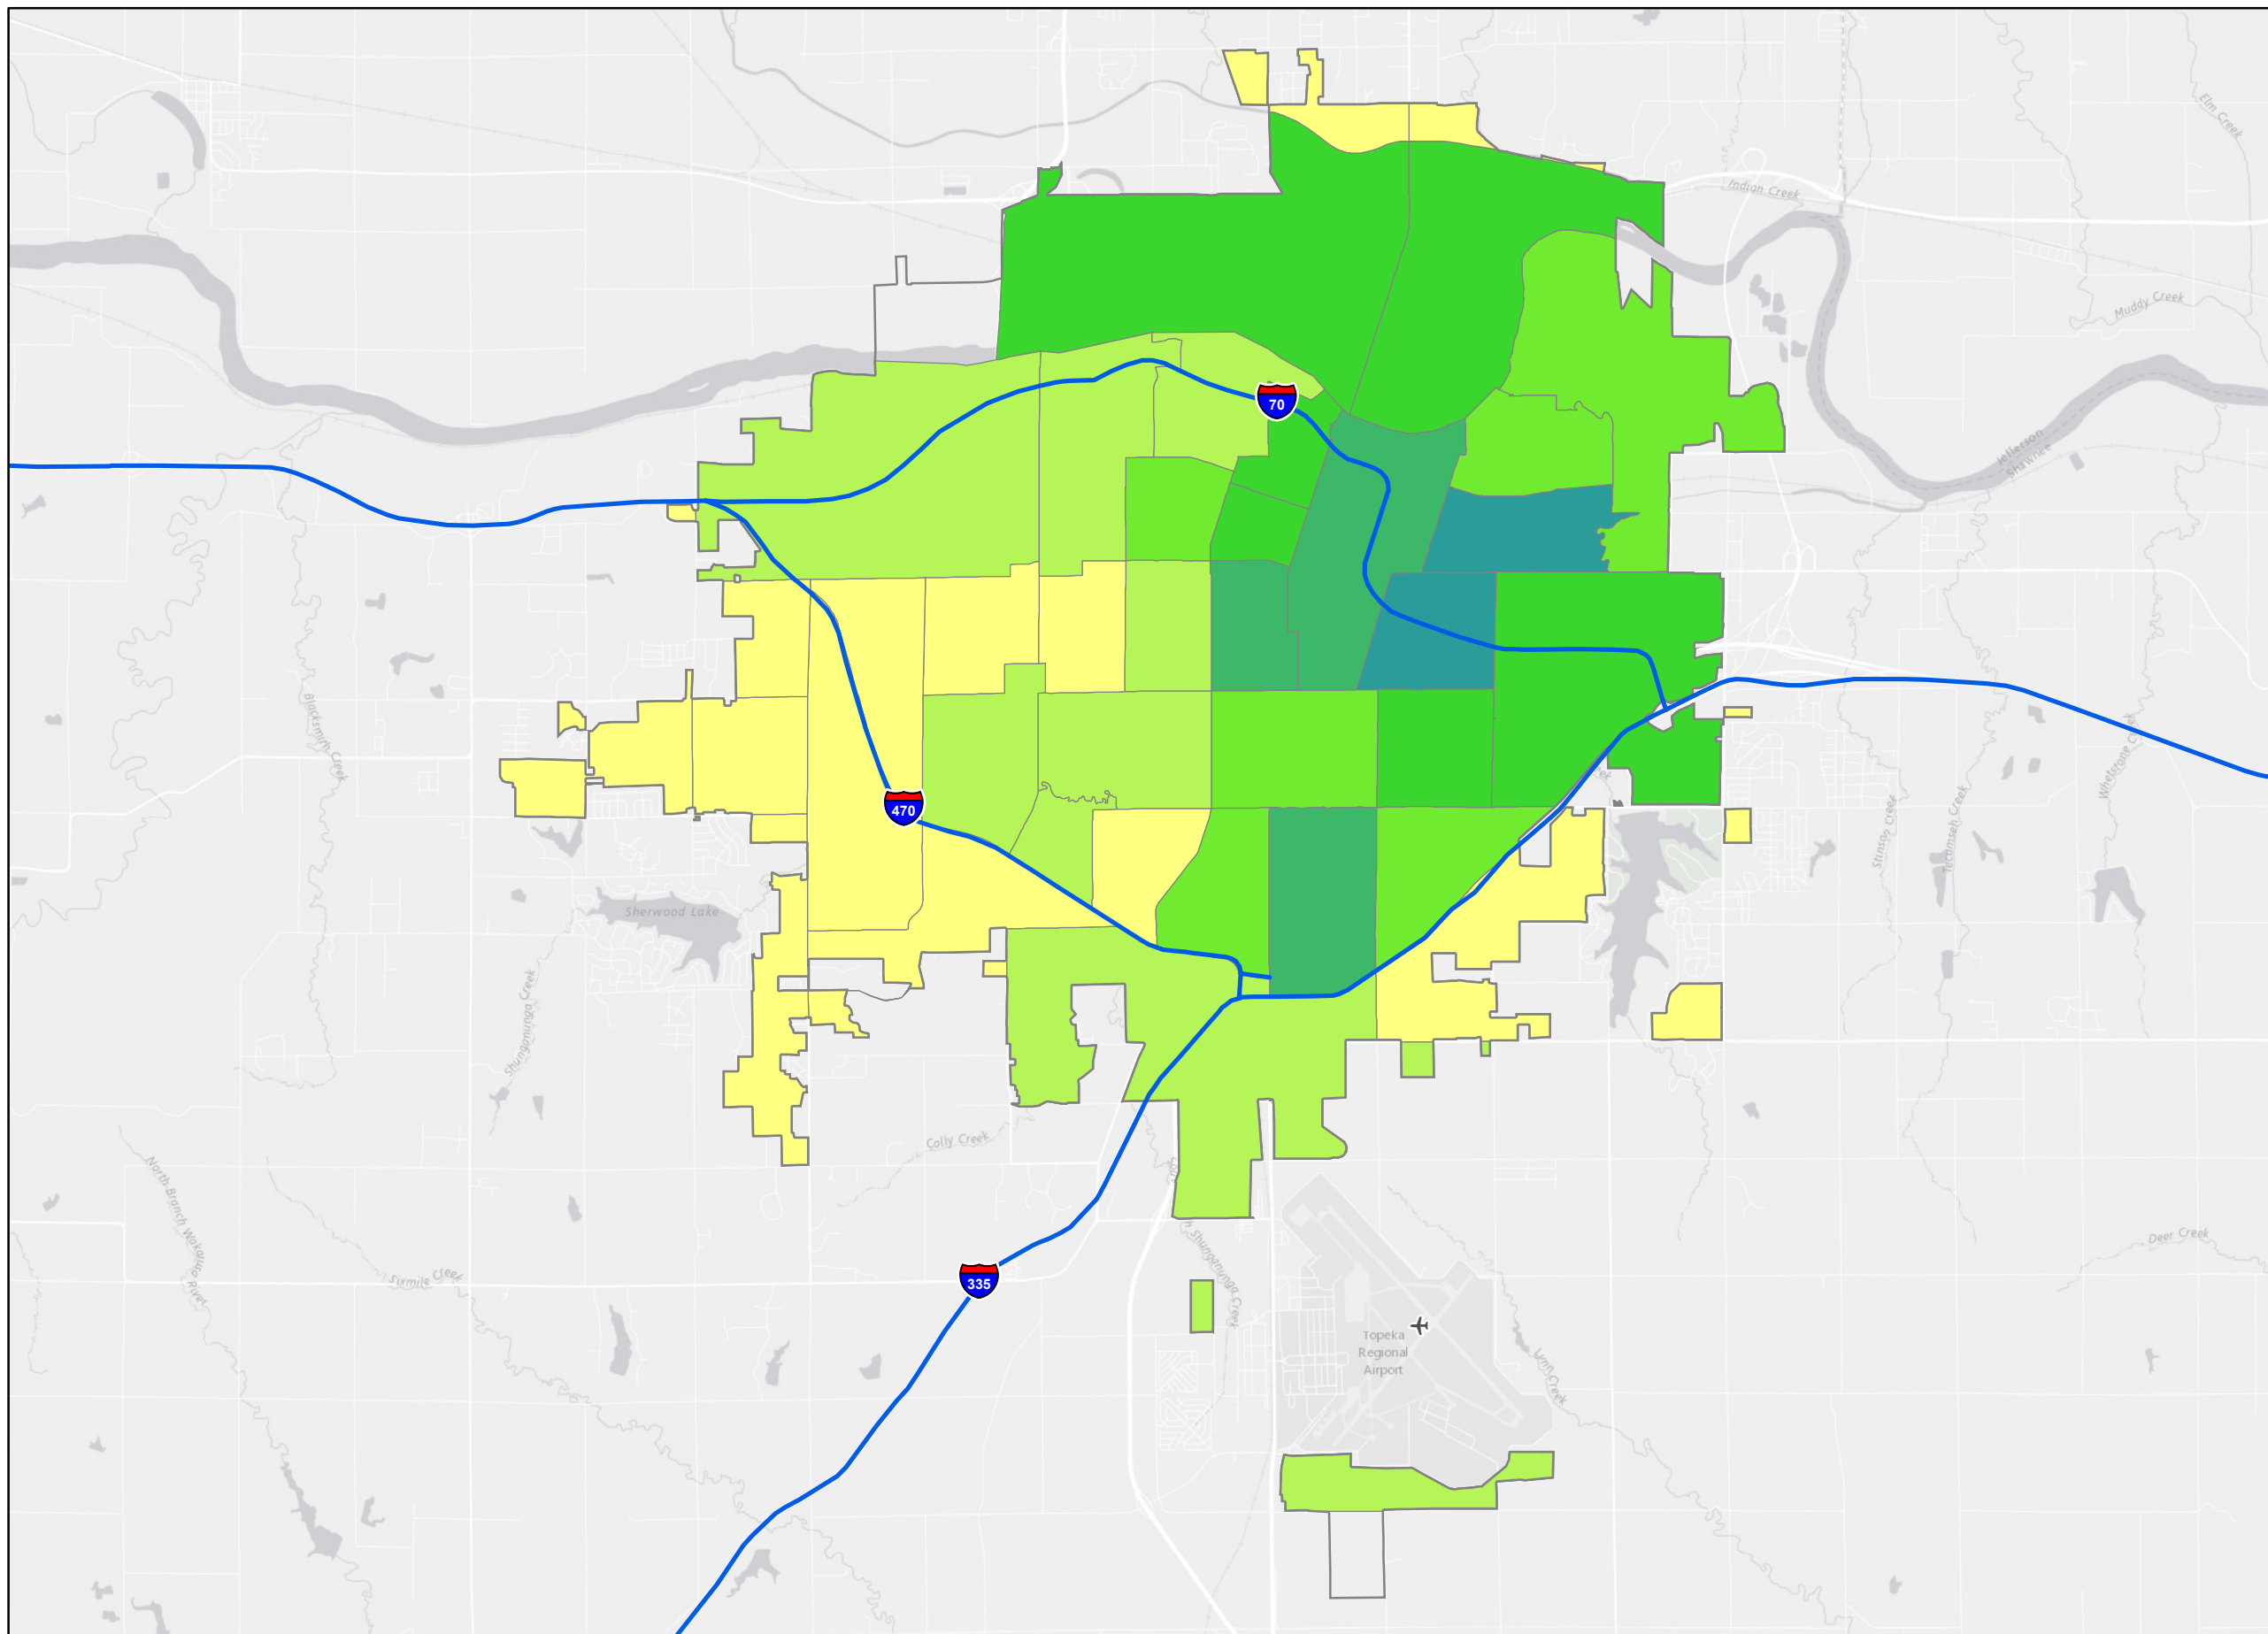 Elm Creek
Indian Creek
Muddy Creek
70
Jefferson
Shawnee
Blacksmith Creek
Whetstone Creek
470
Stinson Creek
Tecumseh Creek
Sherwood Lake
Shunganunga Creek
Colly Creek
North Branch Wakarusa
River
Sixmile Creek
335
Shunganunga Creek
Deer Creek
Topeka
Regional
Airport
Lynn Creek